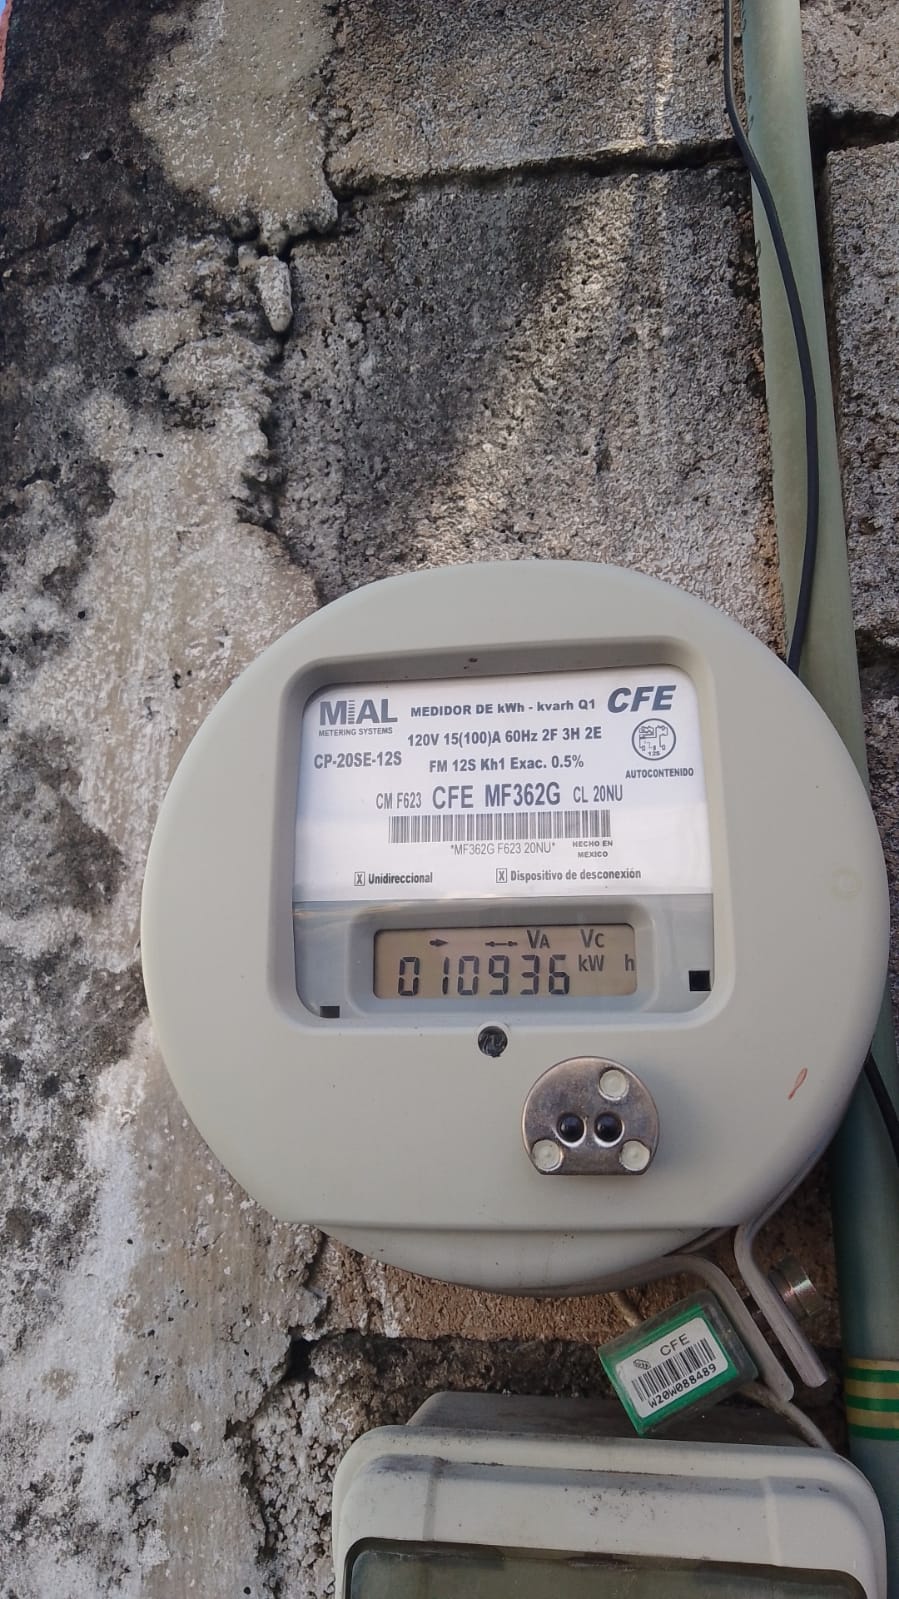 MIAL
METERING SYSTEMS
MEDIDOR DE kWh - kvarh Q1
CFE
120V 15(100)A 60Hz 2F 3H 2E
CP-20SE-12S
FM 12S Kh1 Exac. 0.5%
12S
AUTOCONTENIDO
CM F623 CFE MF362G CL 20NU
*MF362G F623 20NU*
HECHO EN
MEXICO
X Unidireccional
X Dispositivo de desconexión
VA VC
010936 kW h
CFE
W20W088489